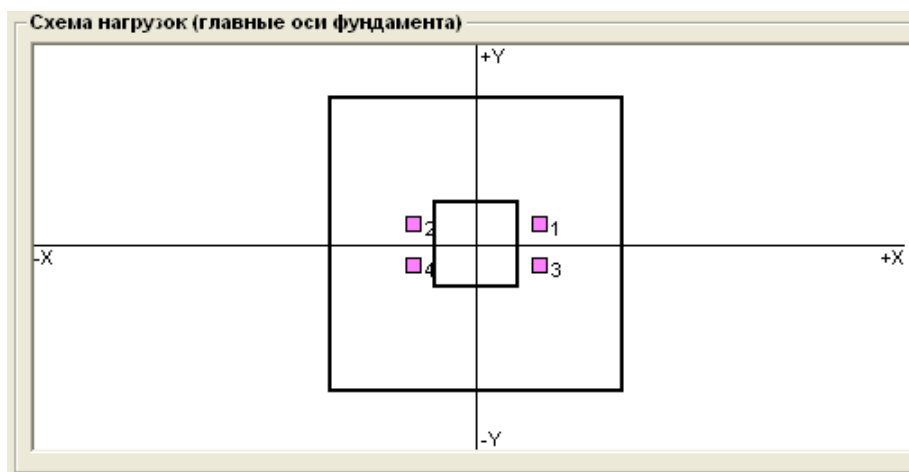 Схема нагрузок (главные оси фундамента)
+Y
2
1
-X
+X
4
3
-Y